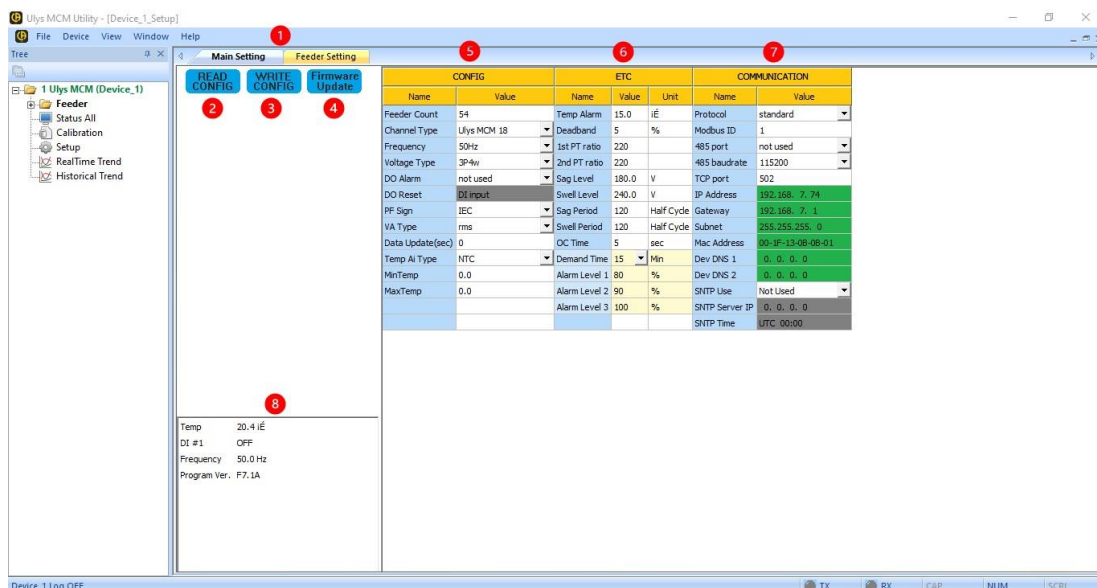 Ulys MCM Utility - [Device_1_Setup]
File Device View Window Help
1
Tree
Main Setting Feeder Setting
5 6 7
1 Ulys MCM (Device_1)
Feeder
Status All
Calibration
Setup
RealTime Trend
Historical Trend
READ CONFIG WRITE CONFIG Firmware Update
2 3 4
CONFIG ETC COMMUNICATION
Name Value Name Value Unit Name Value
Feeder Count 54 Temp Alarm 15.0 iÉ Protocol standard
Channel Type Ulys MCM 18 Deadband 5 % Modbus ID 1
Frequency 50Hz 1st PT ratio 220 485 port not used
Voltage Type 3P4w 2nd PT ratio 220 485 baudrate 115200
DO Alarm not used Sag Level 180.0 V TCP port 502
DO Reset DI input Swell Level 240.0 V IP Address 192.168. 7. 74
PF Sign IEC Sag Period 120 Half Cycle Gateway 192.168. 7. 1
VA Type rms Swell Period 120 Half Cycle Subnet 255.255.255. 0
Data Update(sec) 0 OC Time 5 sec Mac Address 00-1F-13-0B-0B-01
Temp Ai Type NTC Demand Time 15 Min Dev DNS 1 0. 0. 0. 0
MinTemp 0.0 Alarm Level 1 80 % Dev DNS 2 0. 0. 0. 0
MaxTemp 0.0 Alarm Level 2 90 % SNTP Use Not Used
Alarm Level 3 100 % SNTP Server IP 0. 0. 0. 0
SNTP Time UTC 00:00
8
Temp 20.4 iÉ
DI #1 OFF
Frequency 50.0 Hz
Program Ver. F7.1A
Device_1 Log OFF TX RX CAP NUM SCRL